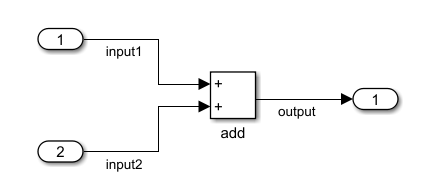 1
input1
+
+
add
output
1
2
input2